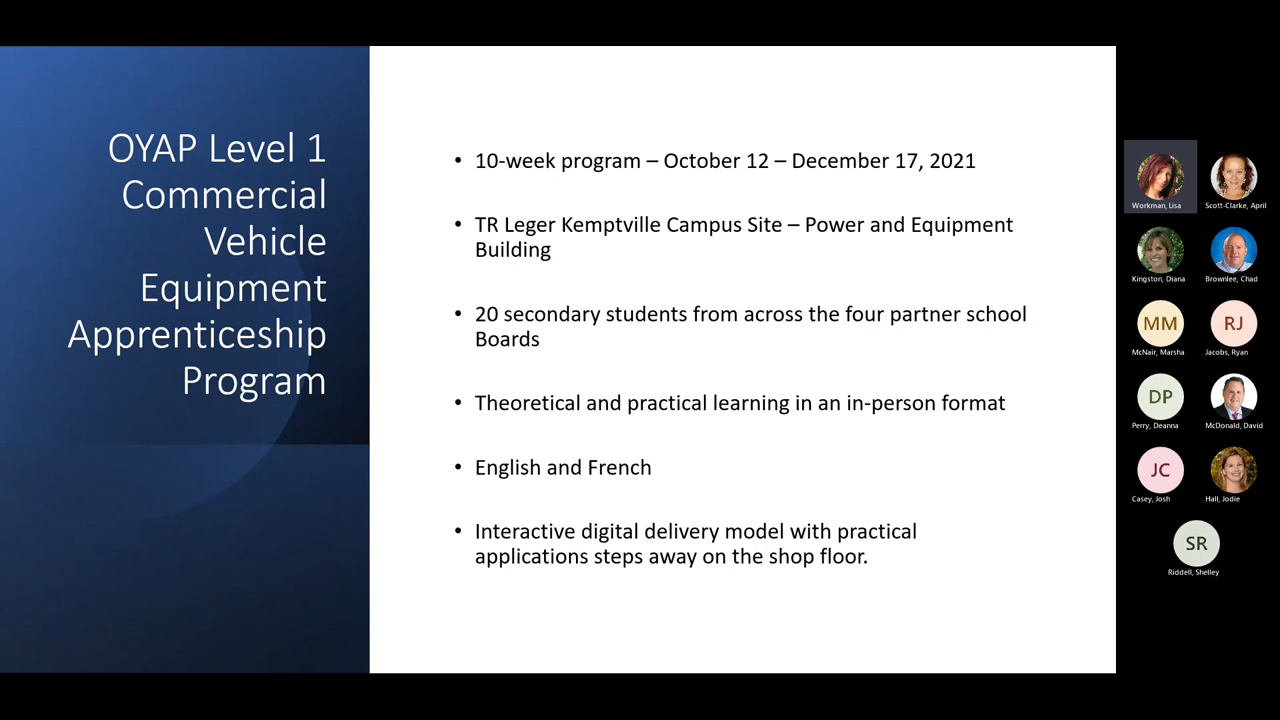 OYAP Level 1
Commercial
Vehicle
Equipment
Apprenticeship
Program
• 10-week program – October 12 – December 17, 2021
• TR Leger Kemptville Campus Site – Power and Equipment
Building
• 20 secondary students from across the four partner school
Boards
• Theoretical and practical learning in an in-person format
• English and French
• Interactive digital delivery model with practical
applications steps away on the shop floor.
Workman, Lisa
Scott-Clarke, April
Kingston, Diana
Brownlee, Chad
MM
RJ
McNair, Marsha
Jacobs, Ryan
DP
Perry, Deanna
McDonald, David
JC
Casey, Josh
Hall, Jodie
SR
Riddell, Shelley